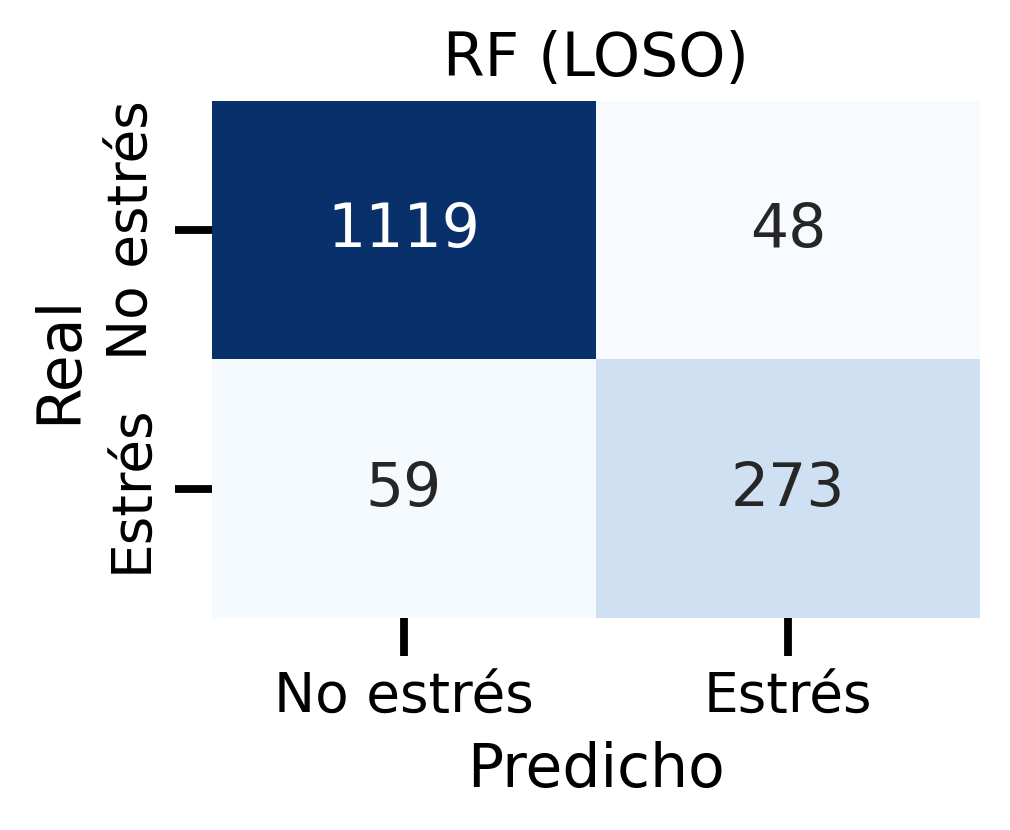 RF (LOSO)
Real
No estrés
1119
48
Estrés
59
273
No estrés
Estrés
Predicho